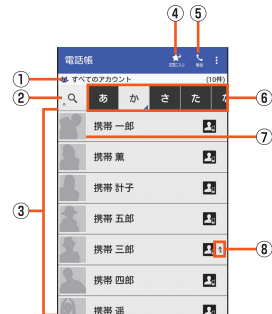 ④ ⑤
電話帳 お気に入り 発信
① すべてのアカウント (10件)
② あ か さ た な ⑥
携帯 一郎 ⑦
携帯 薫
携帯 計子
③ 携帯 五郎
携帯 三郎 ⑧
携帯 四郎
携帯 遥